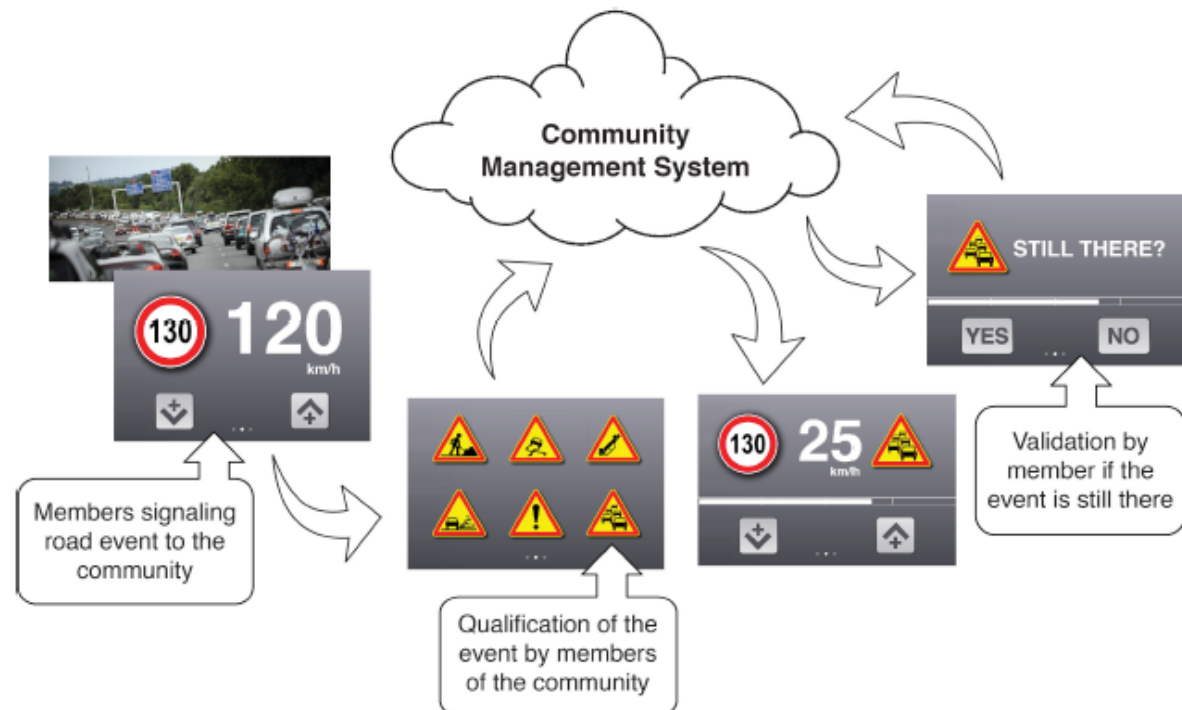 Community
Management System
STILL THERE?
YES
NO
130
120
km/h
130
25
km/h
Members signaling
road event to the
community
Qualification of the
event by members
of the community
Validation by
member if the
event is still there